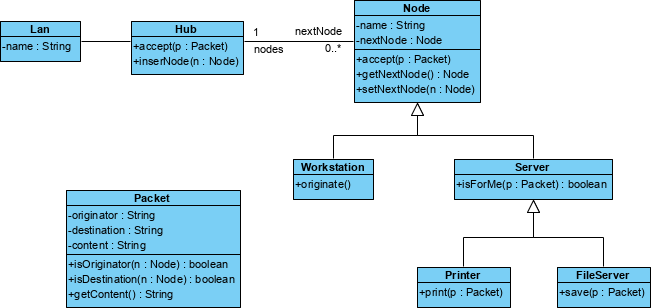 Lan
-name : String
Hub
+accept(p : Packet)
+inserNode(n : Node)
1
nodes
nextNode
0..*
Node
-name : String
-nextNode : Node
+accept(p : Packet)
+getNextNode() : Node
+setNextNode(n : Node)
Workstation
+originate()
Server
+isForMe(p : Packet) : boolean
Packet
-originator : String
-destination : String
-content : String
+isOriginator(n : Node) : boolean
+isDestination(n : Node) : boolean
+getContent() : String
Printer
+print(p : Packet)
FileServer
+save(p : Packet)